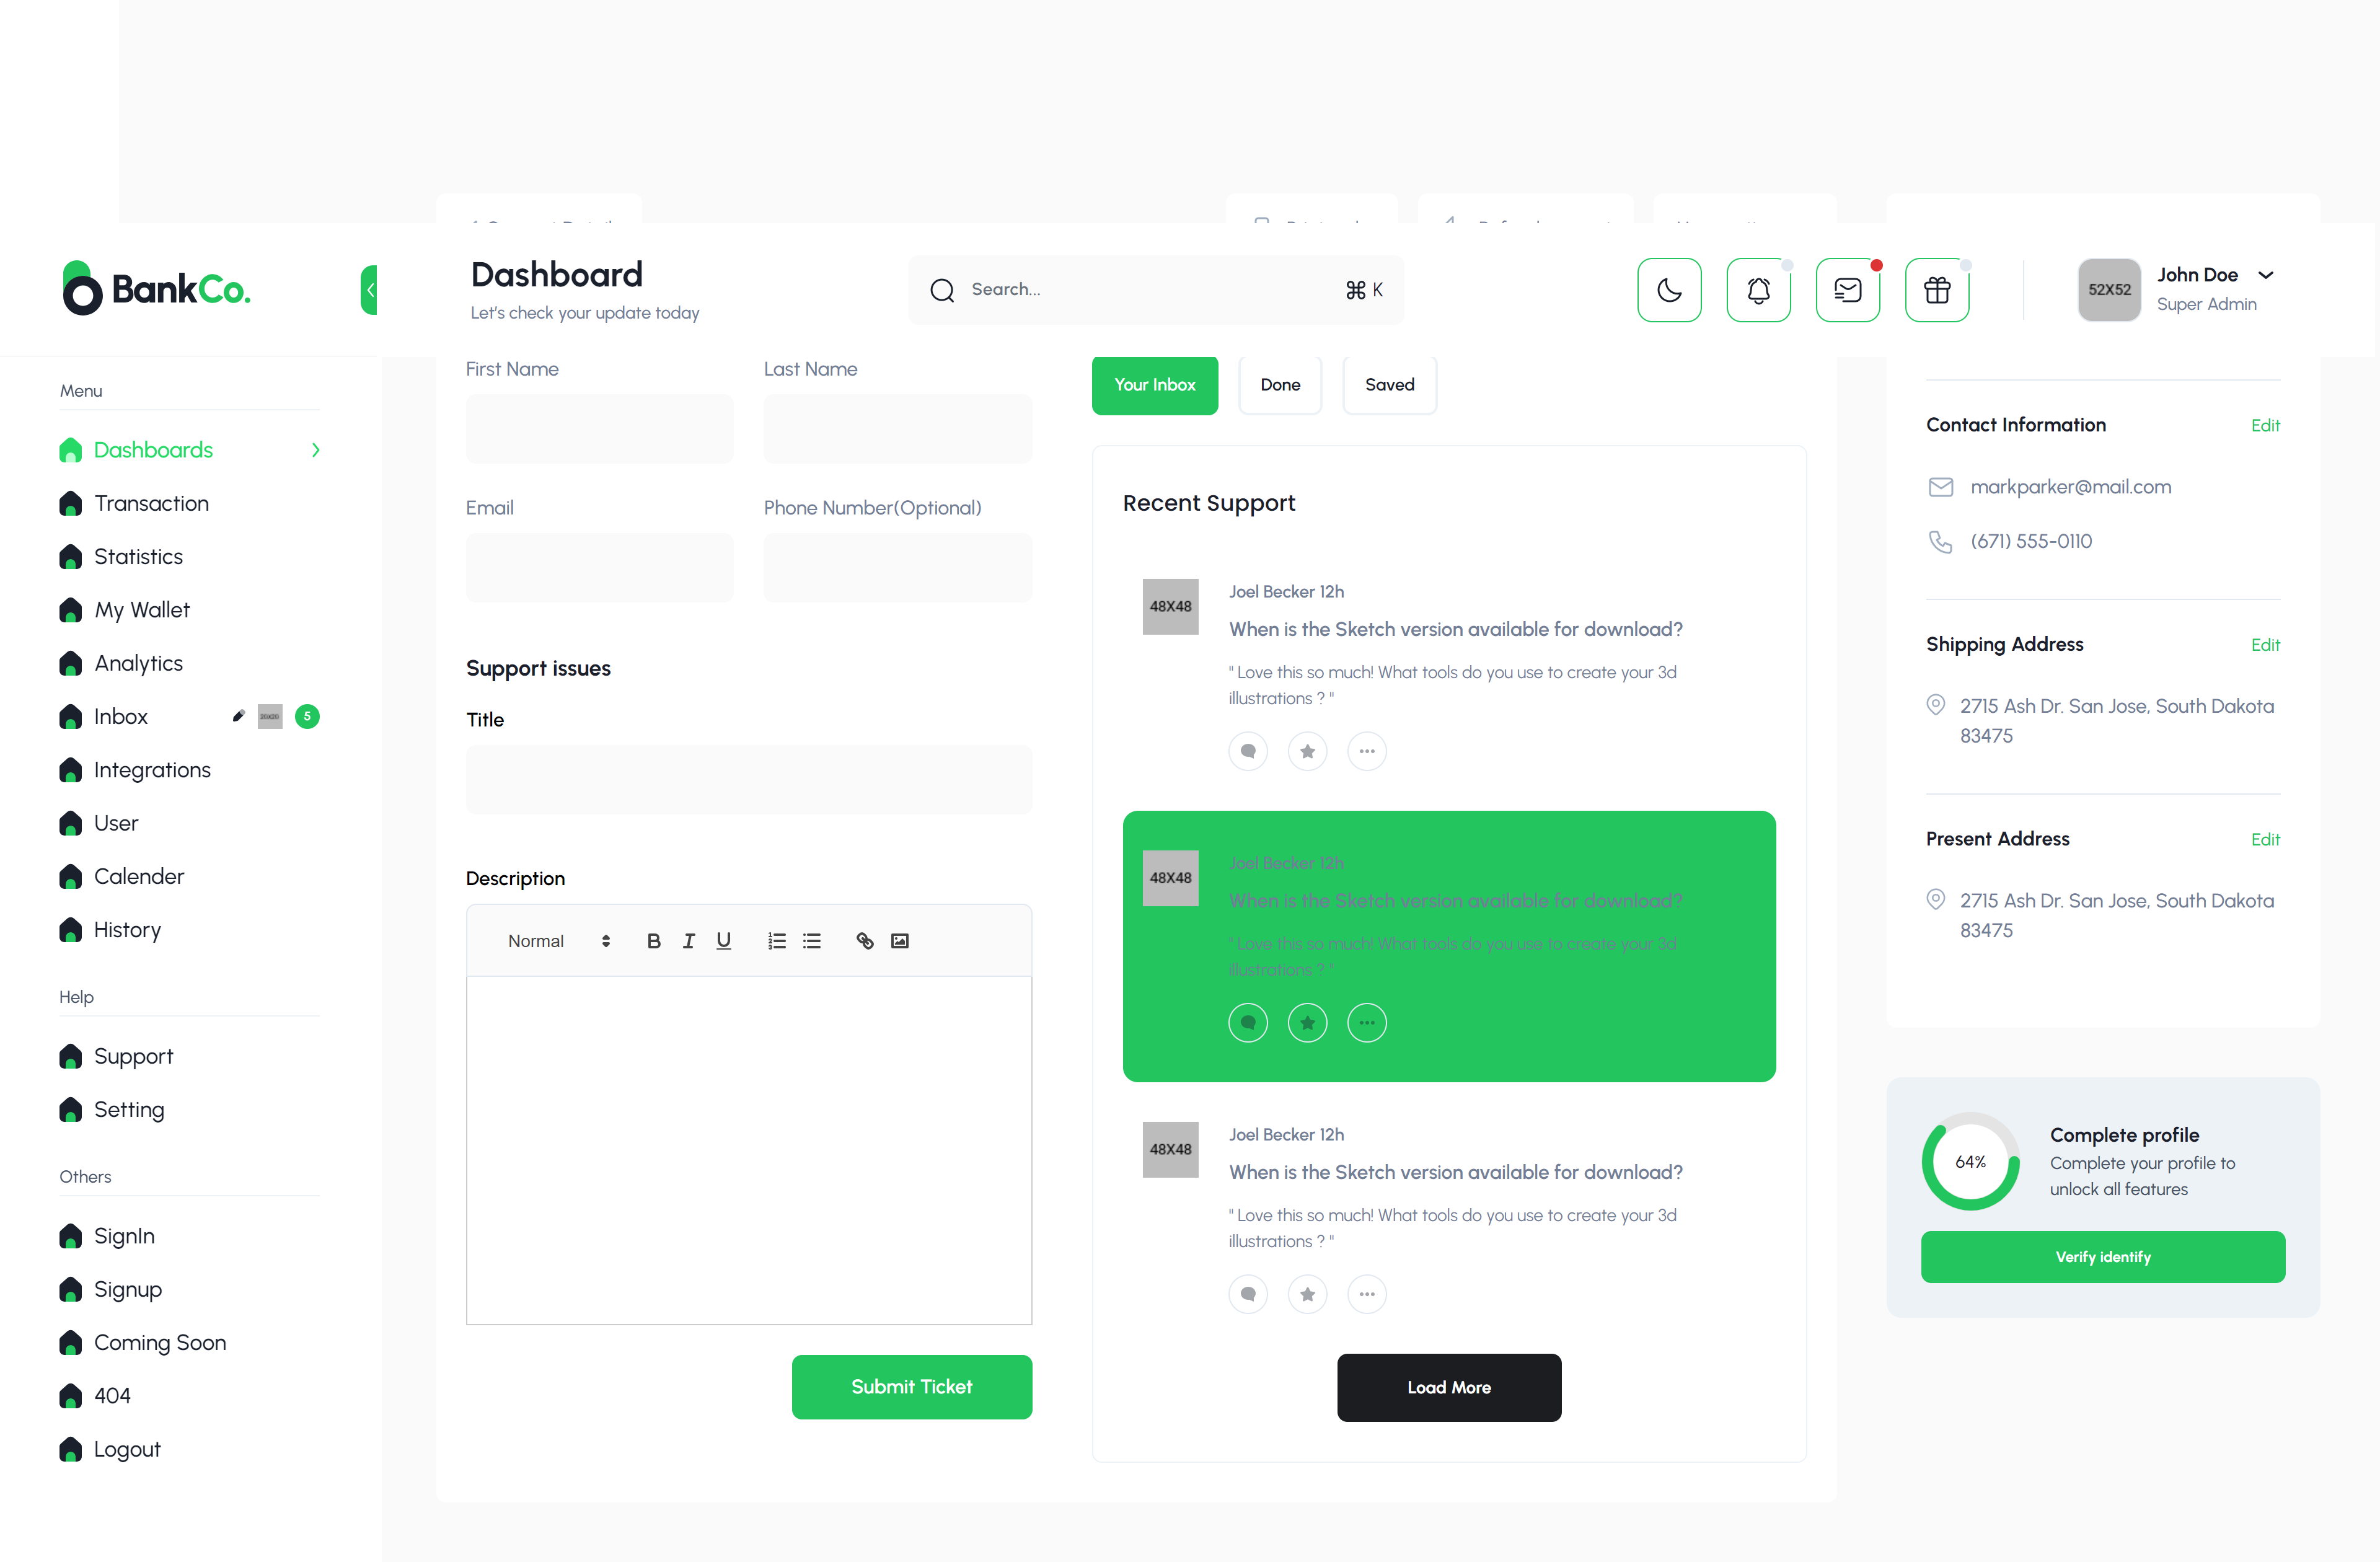 BankCo.
Dashboard
Let's check your update today
Search...
⌘ K
52X52
John Doe
Super Admin
Menu
Dashboards
Transaction
Statistics
My Wallet
Analytics
Inbox
5
Integrations
User
Calender
History
Help
Support
Setting
Others
SignIn
Signup
Coming Soon
404
Logout
First Name
Last Name
Email
Phone Number(Optional)
Support issues
Title
Description
Normal
Submit Ticket
Your Inbox
Done
Saved
Recent Support
48X48
Joel Becker 12h
When is the Sketch version available for download?
" Love this so much! What tools do you use to create your 3d
illustrations ? "
48X48
Joel Becker 12h
When is the Sketch version available for download?
" Love this so much! What tools do you use to create your 3d
illustrations ? "
48X48
Joel Becker 12h
When is the Sketch version available for download?
" Love this so much! What tools do you use to create your 3d
illustrations ? "
Load More
Contact Information
Edit
markparker@mail.com
(671) 555-0110
Shipping Address
Edit
2715 Ash Dr. San Jose, South Dakota
83475
Present Address
Edit
2715 Ash Dr. San Jose, South Dakota
83475
64%
Complete profile
Complete your profile to
unlock all features
Verify identify